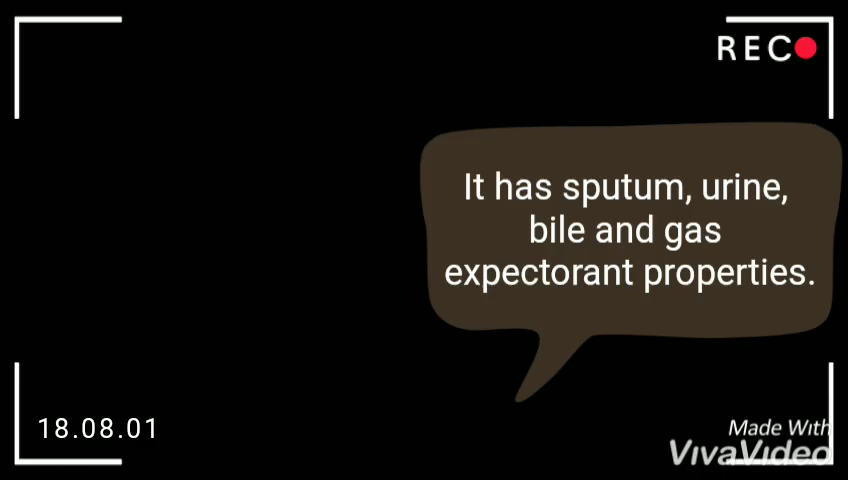 REC
It has sputum, urine,
bile and gas
expectorant properties.
18.08.01
Made With
VivaVideo